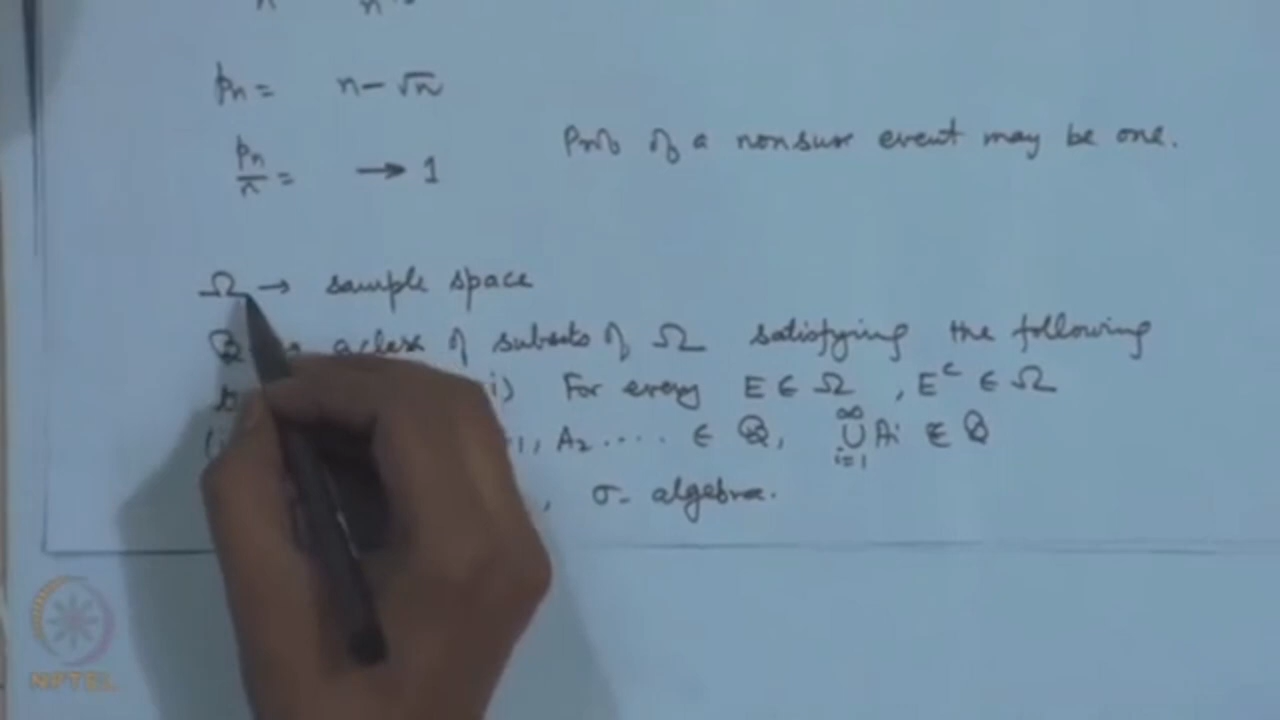 n n
pₙ = n − √n
pₙ/n = → 1
Prob of a nonsure event may be one.
Ω → sample space
ℬ a class of subsets of Ω satisfying the following
i) For every E ∈ Ω , Eᶜ ∈ Ω
, A₂ .... ∈ ℬ, ∞ ∪ i=1 Aᵢ ∈ ℬ
, σ- algebra.
NPTEL